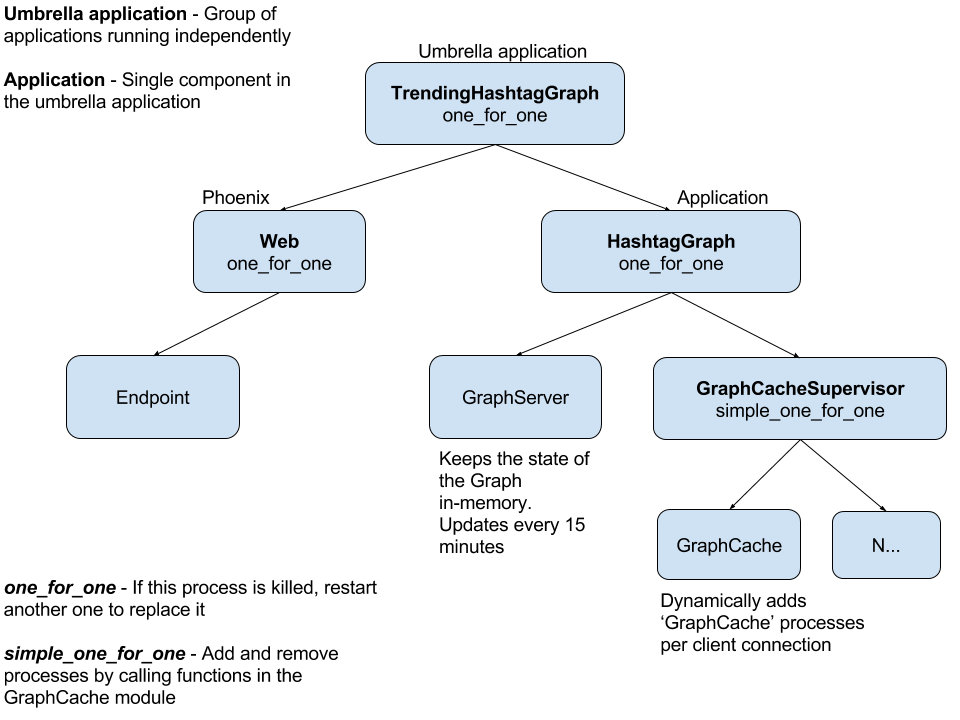 Umbrella application - Group of
applications running independently
Application - Single component in
the umbrella application
Umbrella application
TrendingHashtagGraph
one_for_one
Phoenix
Web
one_for_one
Application
HashtagGraph
one_for_one
Endpoint
GraphServer
Keeps the state of
the Graph
in-memory.
Updates every 15
minutes
GraphCacheSupervisor
simple_one_for_one
GraphCache
N...
Dynamically adds
‘GraphCache’ processes
per client connection
one_for_one - If this process is killed, restart
another one to replace it
simple_one_for_one - Add and remove
processes by calling functions in the
GraphCache module